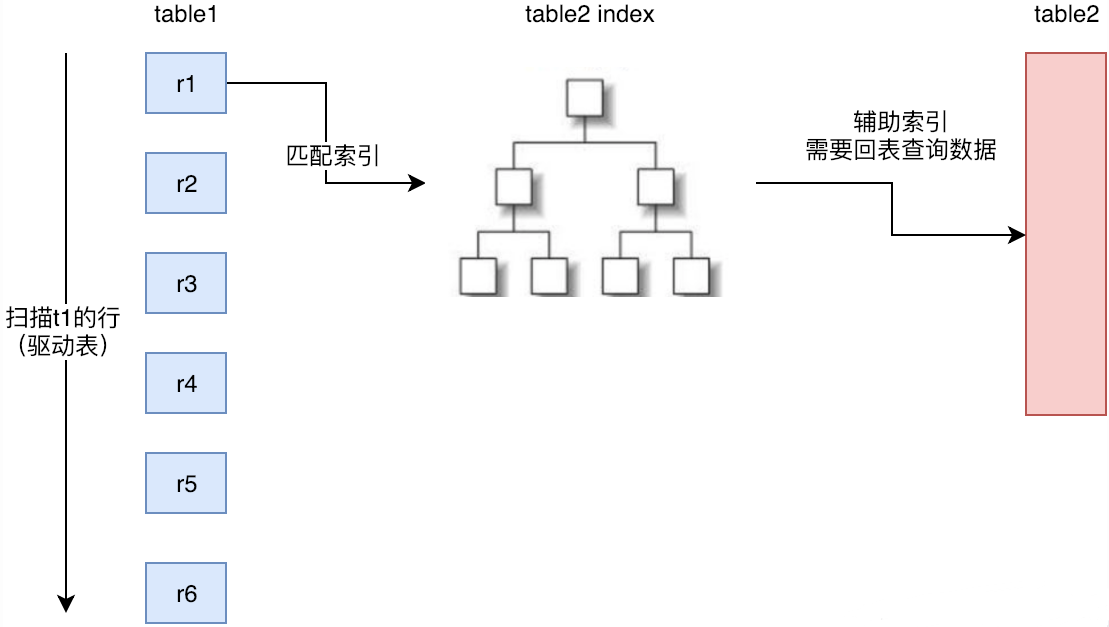 table1
table2 index
table2
r1
匹配索引
辅助索引
需要回表查询数据
r2
r3
扫描t1的行
（驱动表）
r4
r5
r6